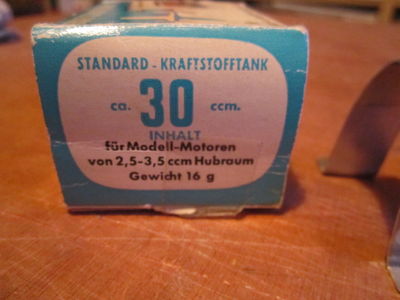 STANDARD - KRAFTSTOFFTANK
ca. 30 ccm.
INHALT
für Modell-Motoren
von 2,5-3,5 ccm Hubraum
Gewicht 16 g